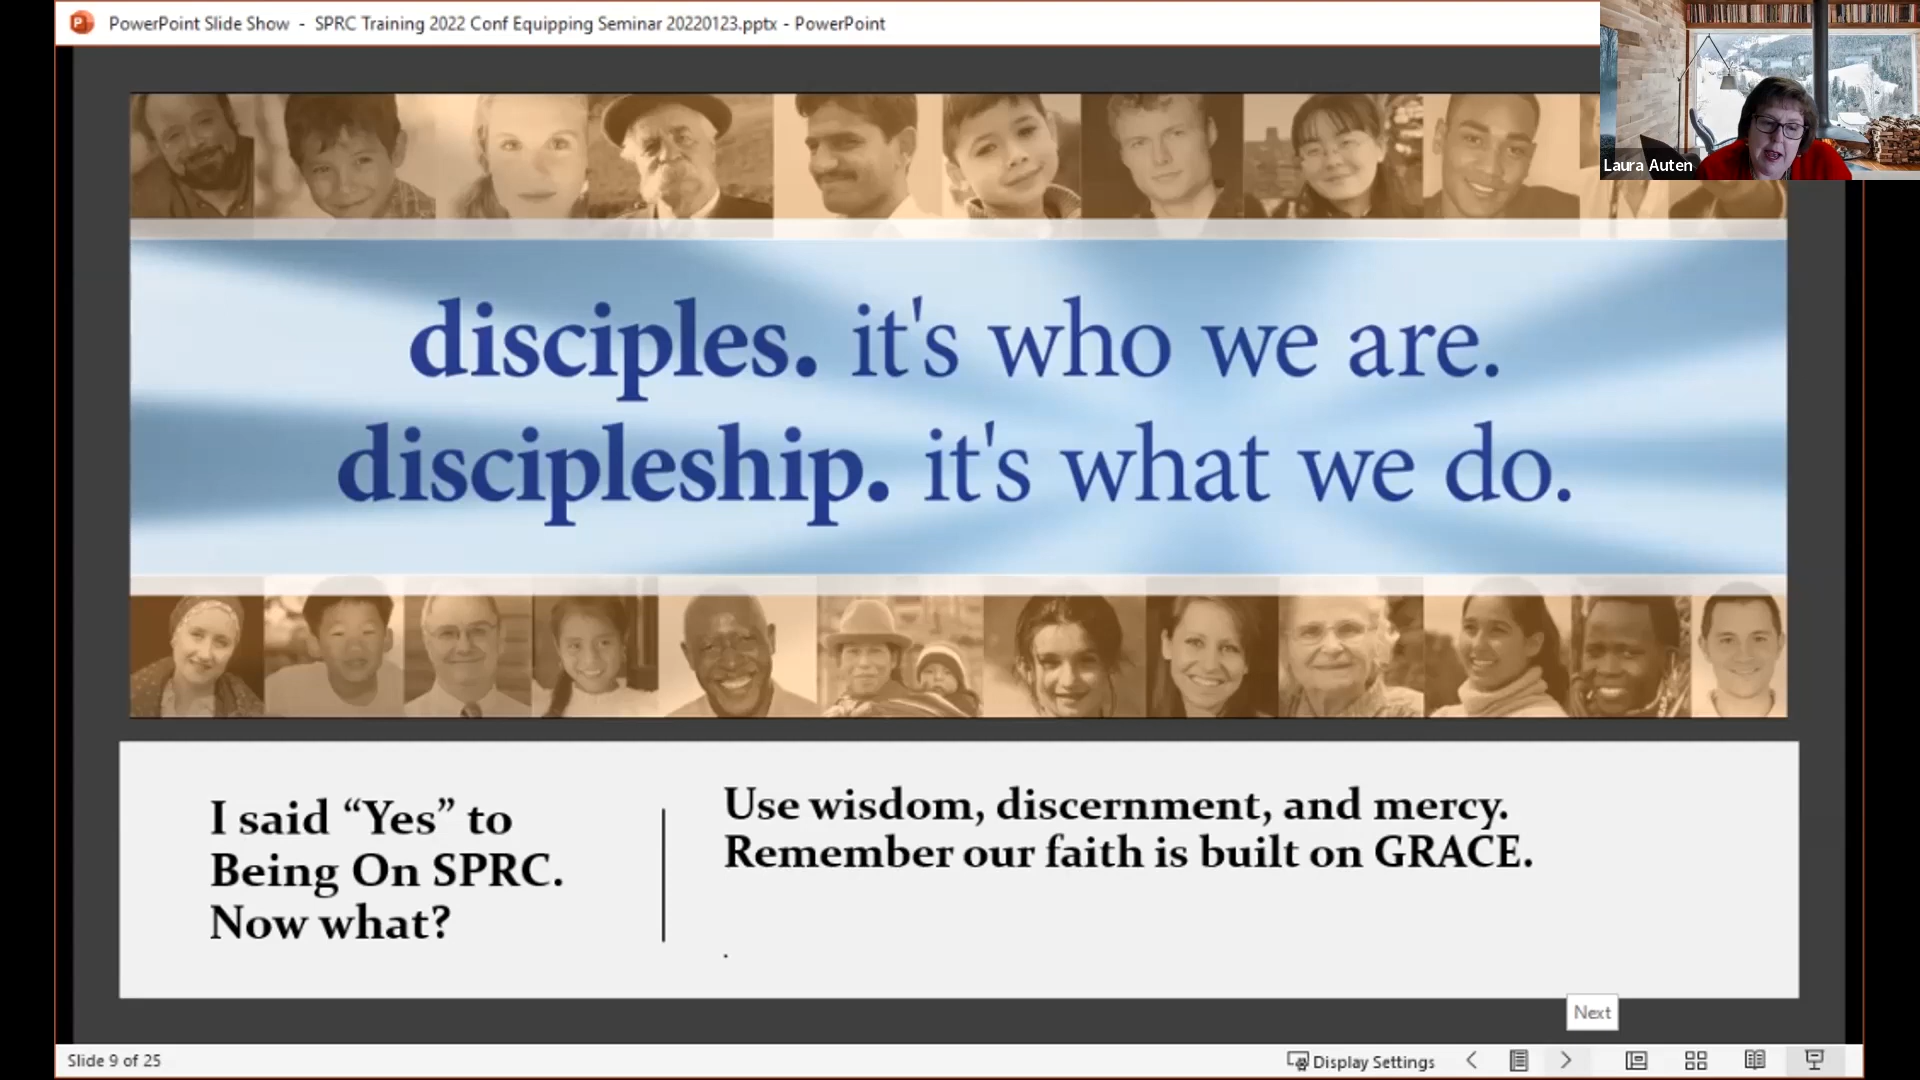 PowerPoint Slide Show - SPRC Training 2022 Conf Equipping Seminar 20220123.pptx - PowerPoint
Laura Auten
disciples. it's who we are.
discipleship. it's what we do.
I said “Yes” to
Being On SPRC.
Now what?
Use wisdom, discernment, and mercy.
Remember our faith is built on GRACE.
.
Next
Slide 9 of 25
Display Settings